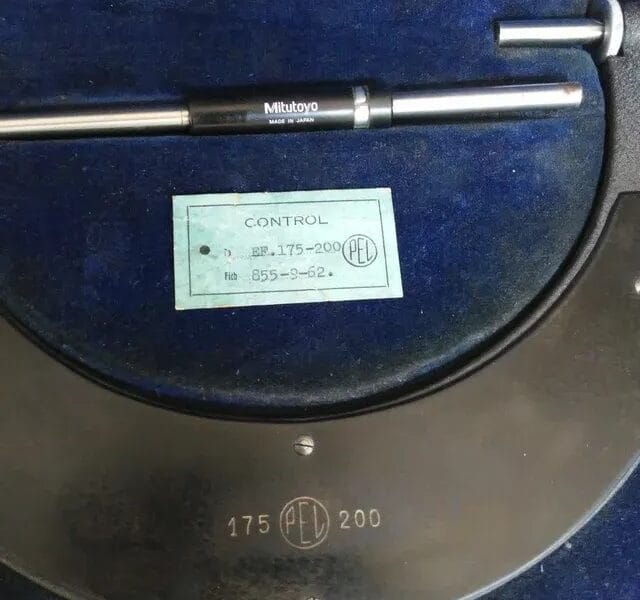 Mitutoyo
MADE IN JAPAN
CONTROL
EF.175-200 PEL
Fich 855-9-62.
175 PEL 200